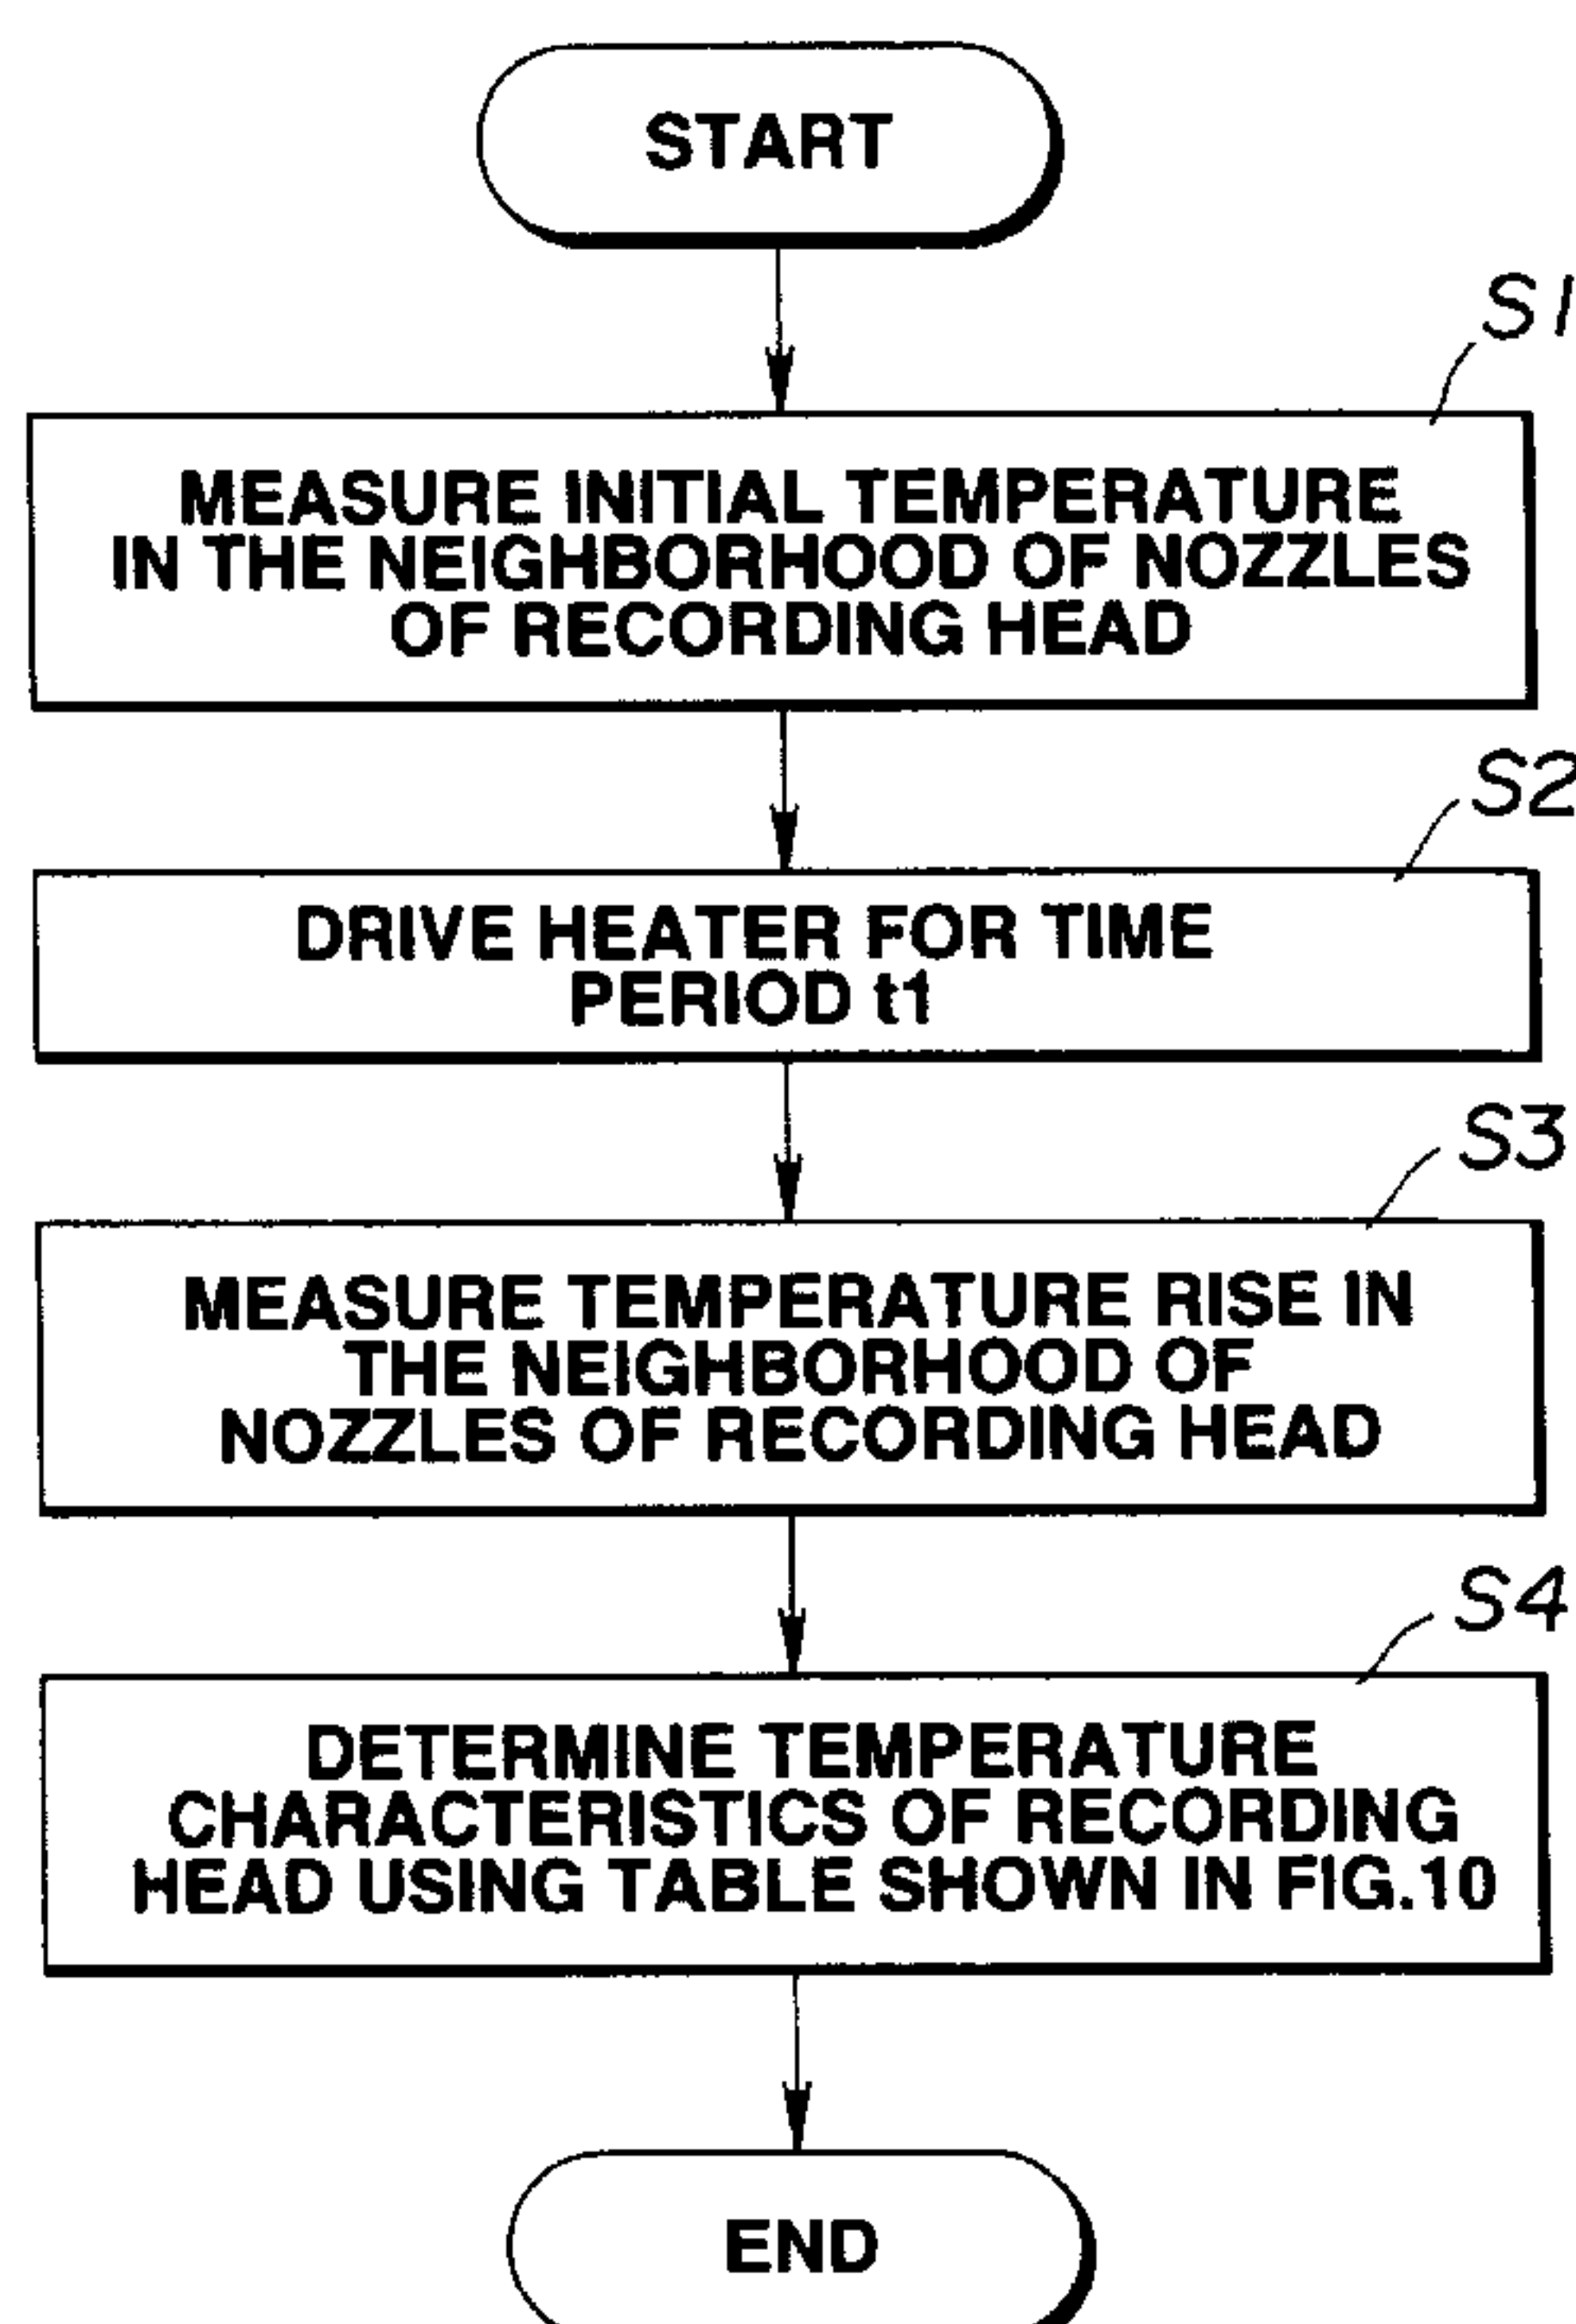 START
S1
MEASURE INITIAL TEMPERATURE
IN THE NEIGHBORHOOD OF NOZZLES
OF RECORDING HEAD
S2
DRIVE HEATER FOR TIME
PERIOD t1
S3
MEASURE TEMPERATURE RISE IN
THE NEIGHBORHOOD OF
NOZZLES OF RECORDING HEAD
S4
DETERMINE TEMPERATURE
CHARACTERISTICS OF RECORDING
HEAD USING TABLE SHOWN IN FIG.10
END